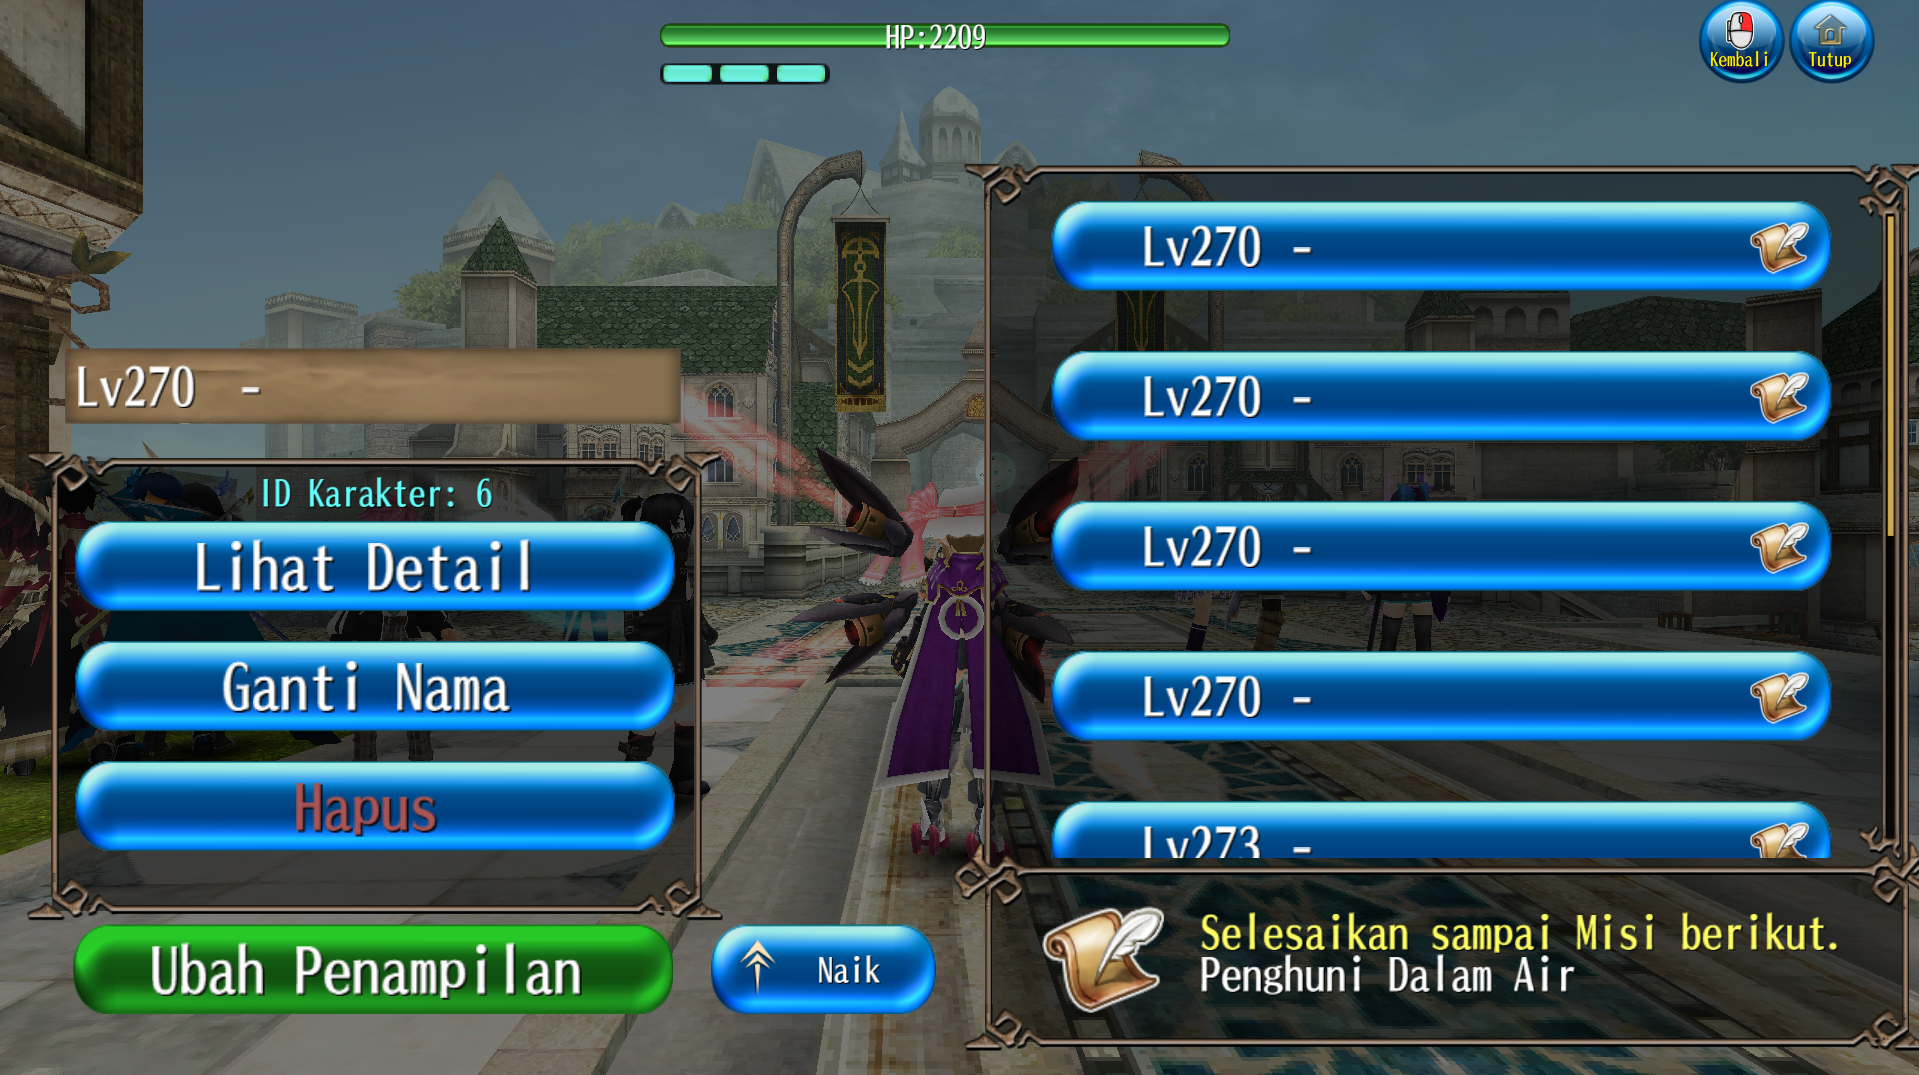 HP:2209
Kembali
Tutup
Lv270 -
ID Karakter: 6
Lihat Detail
Ganti Nama
Hapus
Ubah Penampilan
Naik
Lv270 -
Lv270 -
Lv270 -
Lv270 -
Lv273 -
Selesaikan sampai Misi berikut.
Penghuni Dalam Air